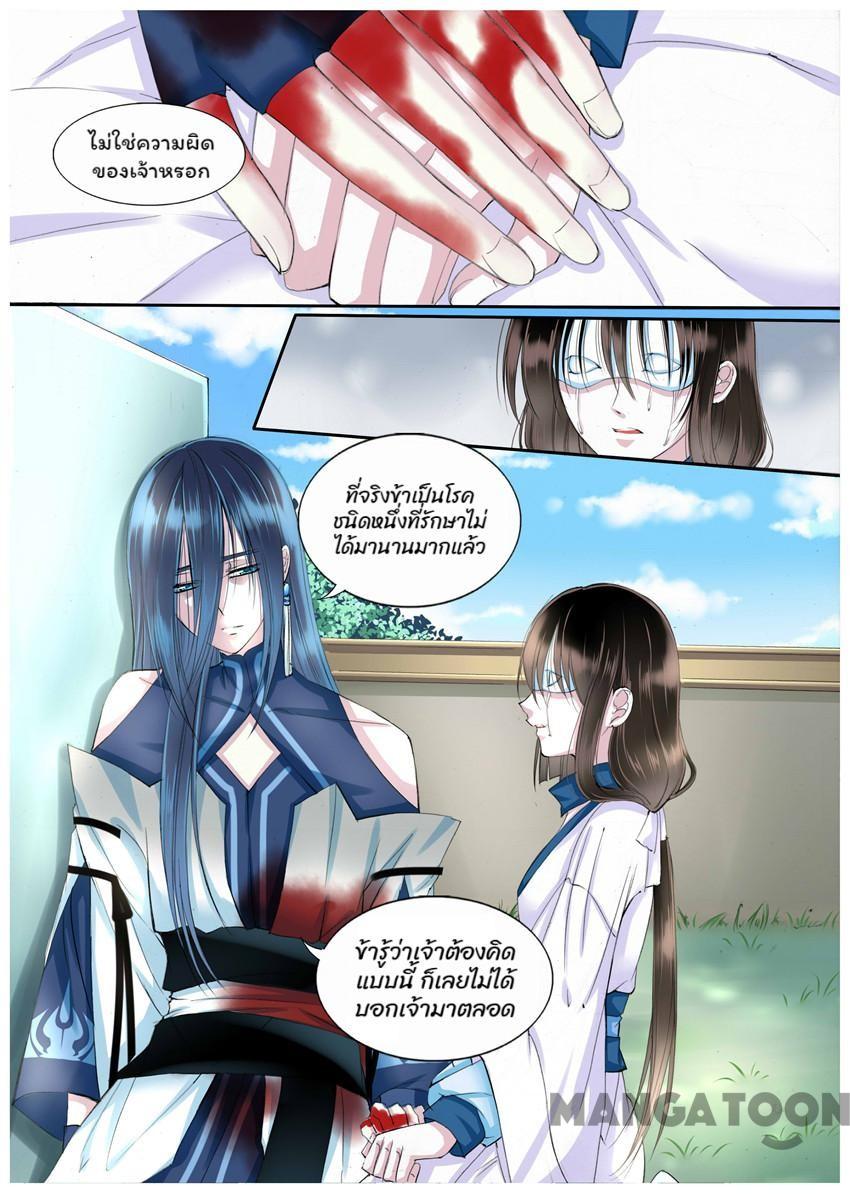 ไม่ใช่ความผิด
ของเจ้าหรอก
ที่จริงข้าเป็นโรค
ชนิดหนึ่งที่รักษาไม่
ได้มานานมากแล้ว
ข้ารู้ว่าเจ้าต้องคิด
แบบนี้ ก็เลยไม่ได้
บอกเจ้ามาตลอด
MANGATOON